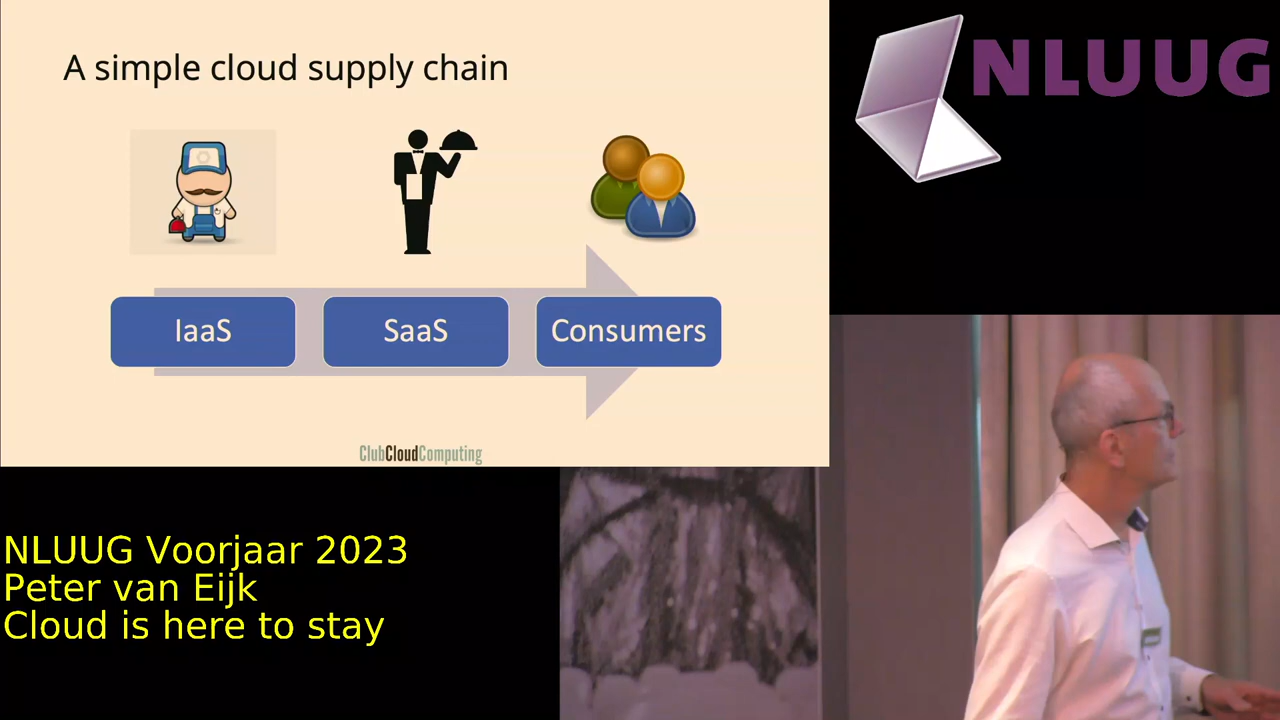 A simple cloud supply chain
NLUUG
IaaS
SaaS
Consumers
ClubCloudComputing
NLUUG Voorjaar 2023
Peter van Eijk
Cloud is here to stay